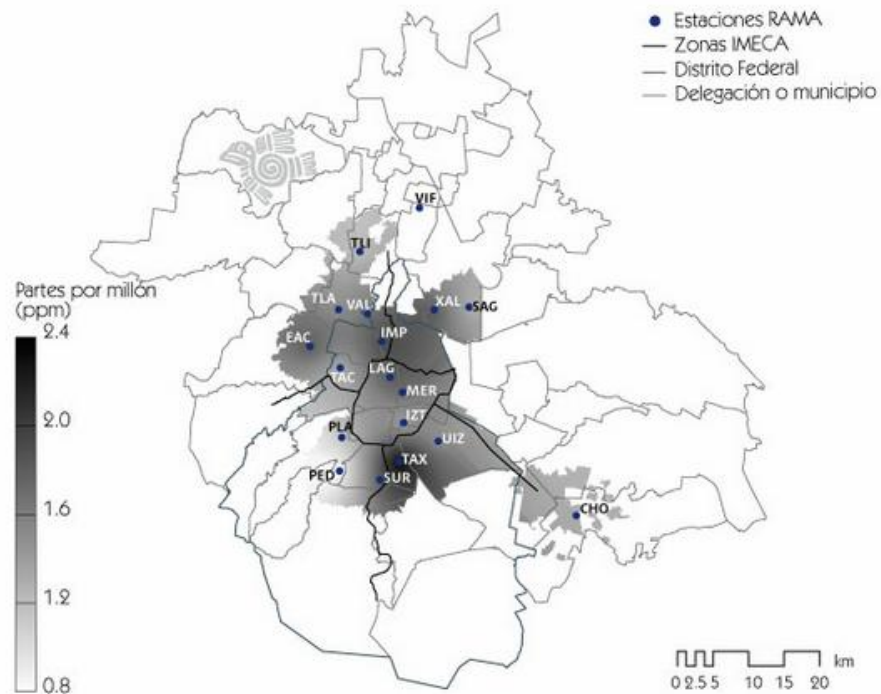 Estaciones RAMA
Zonas IMECA
Distrito Federal
Delegación o municipio
VIF
TLI
Partes por millón
(ppm)
2.4
2.0
1.6
1.2
0.8
TLA
VAL
XAL
SAG
EAC
IMP
TAC
LAG
MER
IZT
PLA
UIZ
TAX
PED
SUR
CHO
km
0 2.5 5 10 15 20